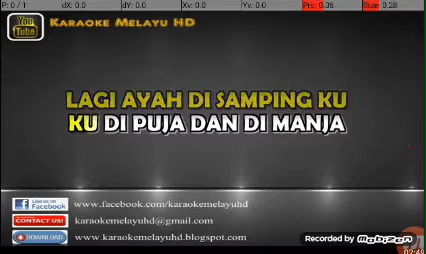 P: 0 / 1 dX: 0.0 dY: 0.0 Xv: 0.0 Yv: 0.0 Prs: 0.36 Size: 0.28
You Tube KARAOKE MELAYU HD
LAGI AYAH DI SAMPING KU
KU DI PUJA DAN DI MANJA
LIKE US ON Facebook www.facebook.com/karaokemelayuhd
CONTACT US! karaokemelayuhd@gmail.com
DOWNLOAD www.karaokemelayuhd.blogspot.com
Recorded by Mobizen